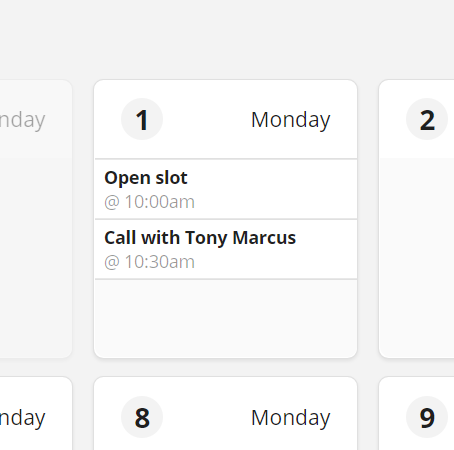 nday 1 Monday 2
Open slot
@ 10:00am
Call with Tony Marcus
@ 10:30am
nday 8 Monday 9